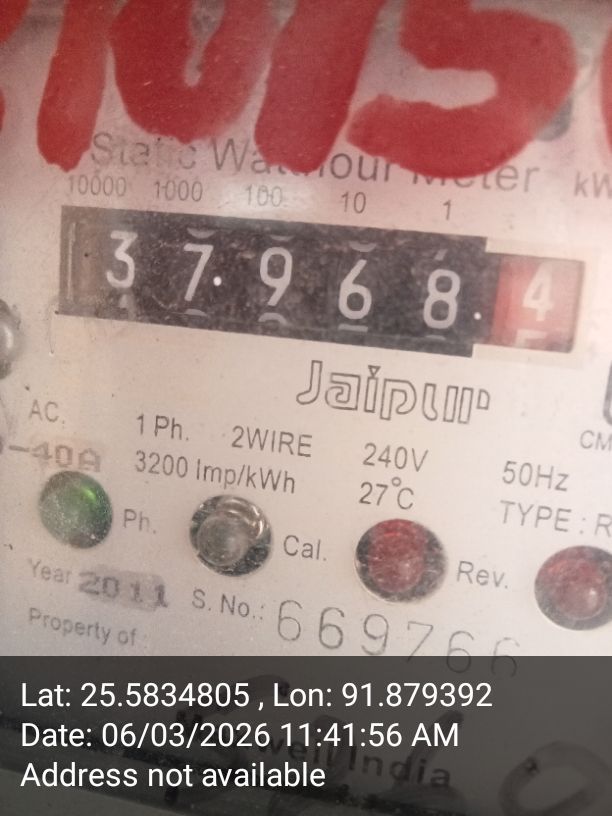 Static Watthour Meter kW
10000 1000 100 10 1
3 7 9 6 8 4
Jaipur
AC. 1 Ph. 2WIRE 240V 50Hz
-40A 3200 Imp/kWh 27°C TYPE : R
Ph. Cal. Rev.
Year 2011 S. No.: 669766
Property of
Lat: 25.5834805 , Lon: 91.879392
Date: 06/03/2026 11:41:56 AM
India
Address not available